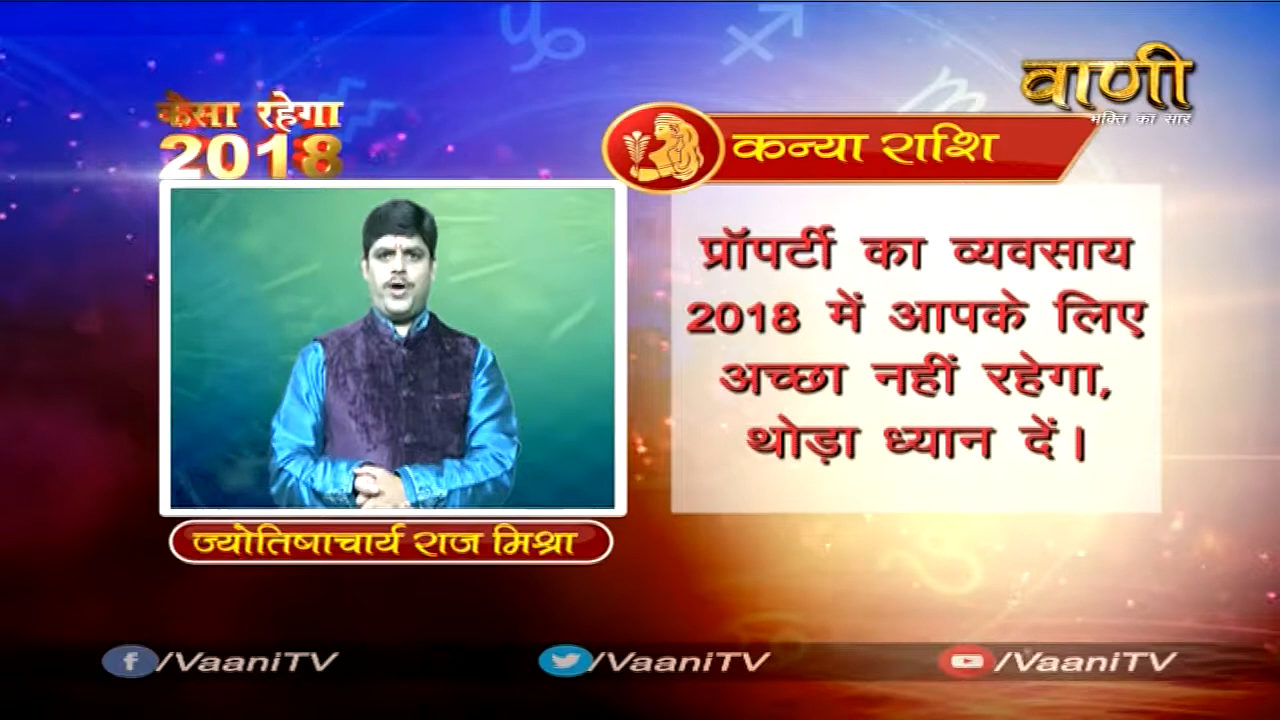 वाणी
भक्ति का सार
कैसा रहेगा
2018
कन्या राशि
प्रॉपर्टी का व्यवसाय
2018 में आपके लिए
अच्छा नहीं रहेगा,
थोड़ा ध्यान दें।
ज्योतिषाचार्य राज मिश्रा
/VaaniTV
/VaaniTV
/VaaniTV